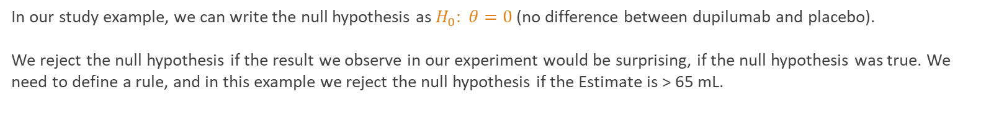 In our study example, we can write the null hypothesis as H₀: θ = 0 (no difference between dupilumab and placebo).
We reject the null hypothesis if the result we observe in our experiment would be surprising, if the null hypothesis was true. We
need to define a rule, and in this example we reject the null hypothesis if the Estimate is > 65 mL.